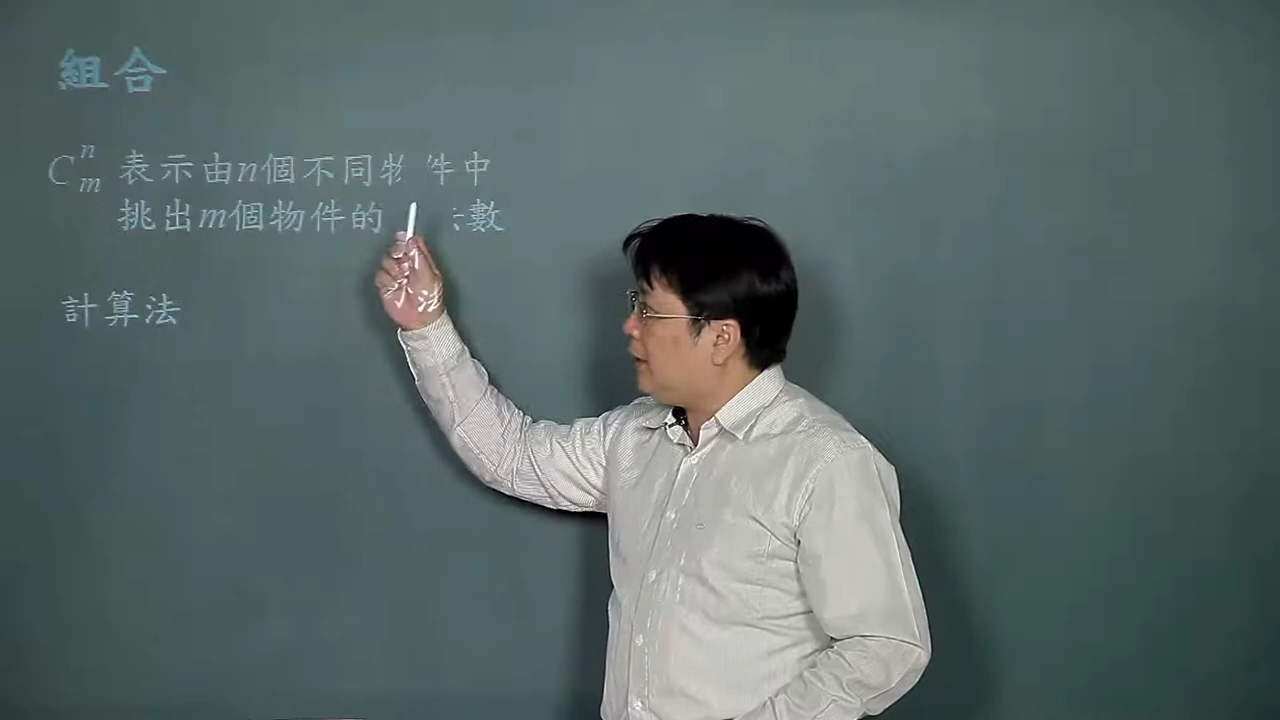 組合
C^n_m 表示由n個不同物件中
挑出m個物件的 數
計算法